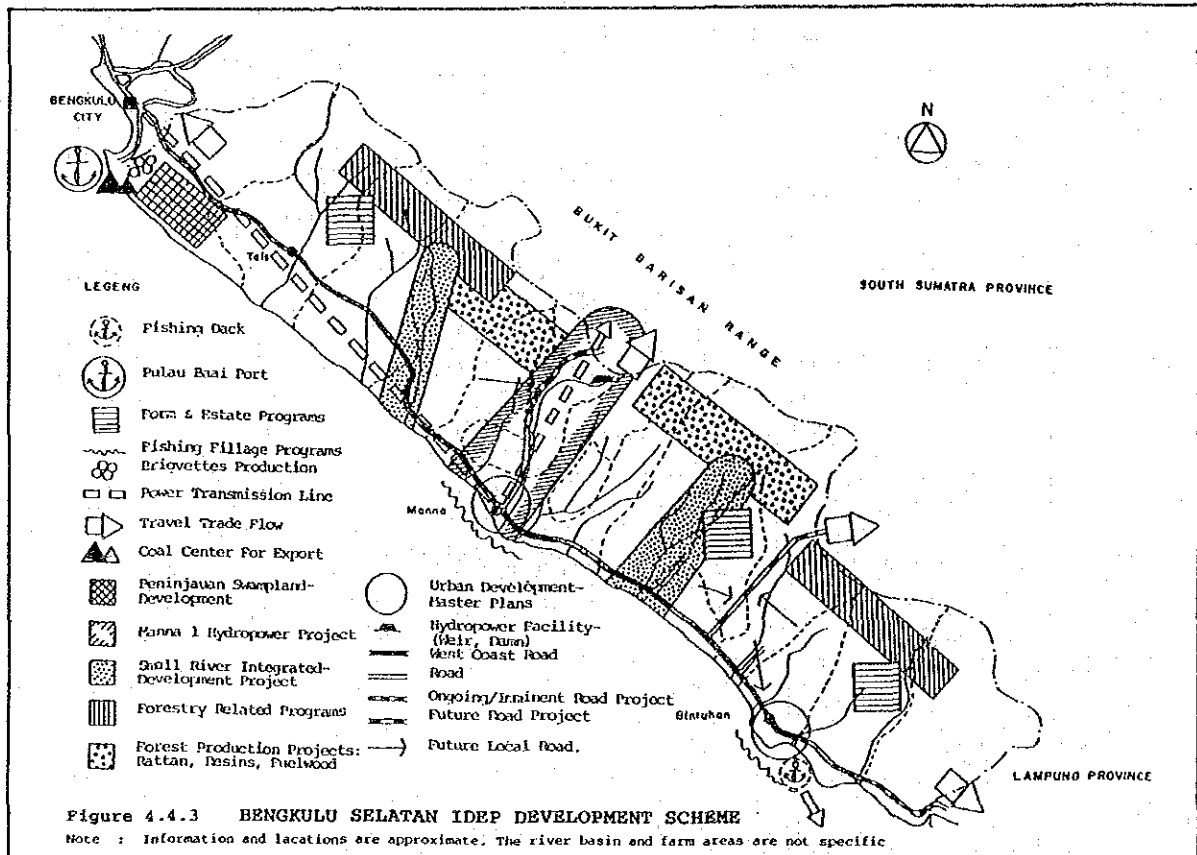 BENGKULU
CITY
N
BUKIT BARISAN RANGE
SOUTH SUMATRA PROVINCE
Tais
Manna
Bintuhan
LAMPUNG PROVINCE
LEGENG
Fishing Dack
Pulau Baai Port
Farm & Estate Programs
Fishing Fillage Programs
Briqvettes Production
Power Transmission Line
Travel Trade Flow
Coal Center For Export
Peninjauan Swampland-
Development
Manna 1 Hydropower Project
Small River Integrated-
Development Project
Forestry Related Programs
Forest Production Projects:
Rattan, Resins, Fuelwood
Urban Development-
Master Plans
Hydropower Facility-
(Weir, Damn)
West Coast Road
Road
Ongoing/Imminent Road Project
Future Road Project
Future Local Road.
Figure 4.4.3 BENGKULU SELATAN IDEP DEVELOPMENT SCHEME
Note : Information and lacations are approximate. The river basin and farm areas are not specific